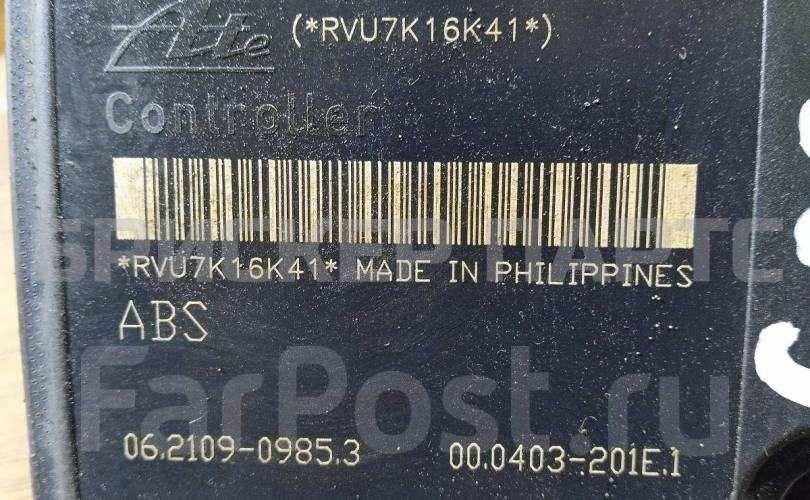 Ate (*RVU7K16K41*)
Controller
*RVU7K16K41* MADE IN PHILIPPINES
ABS
06.2109-0985.3 00.0403-201E.1
FarPost.ru